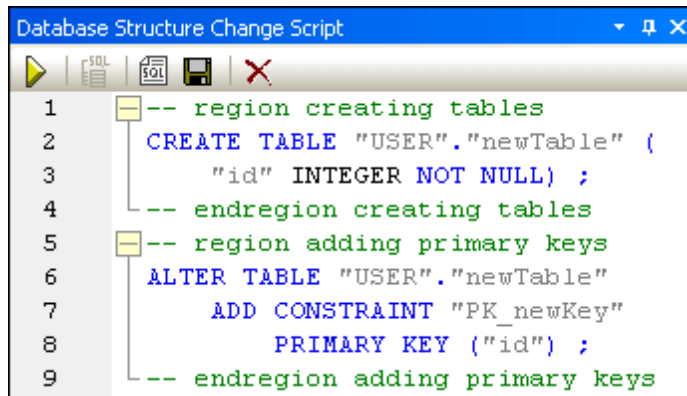 Database Structure Change Script
SQL SQL
1 -- region creating tables
2 CREATE TABLE "USER"."newTable" (
3 "id" INTEGER NOT NULL) ;
4 -- endregion creating tables
5 -- region adding primary keys
6 ALTER TABLE "USER"."newTable"
7 ADD CONSTRAINT "PK_newKey"
8 PRIMARY KEY ("id") ;
9 -- endregion adding primary keys